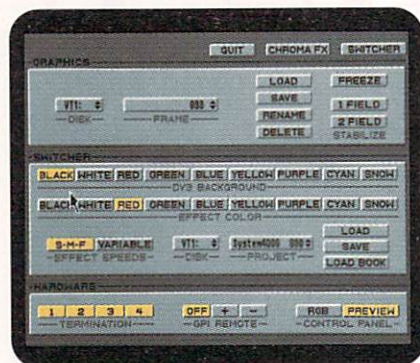 QUIT CHROMA FX SWITCHER
GRAPHICS
LOAD FREEZE
SAVE
VT1: 000 1 FIELD
RENAME
DISK FRAME 2 FIELD
DELETE STABILIZE
SWITCHER
BLACK WHITE RED GREEN BLUE YELLOW PURPLE CYAN SNOW
DV3 BACKGROUND
BLACK WHITE RED GREEN BLUE YELLOW PURPLE CYAN SNOW
EFFECT COLOR
LOAD
S-M-F VARIABLE VT1: System4000 000 SAVE
EFFECT SPEEDS DISK PROJECT
LOAD BOOK
HARDWARE
1 2 3 4 OFF + - RGB PREVIEW
TERMINATION GPI REMOTE CONTROL PANEL